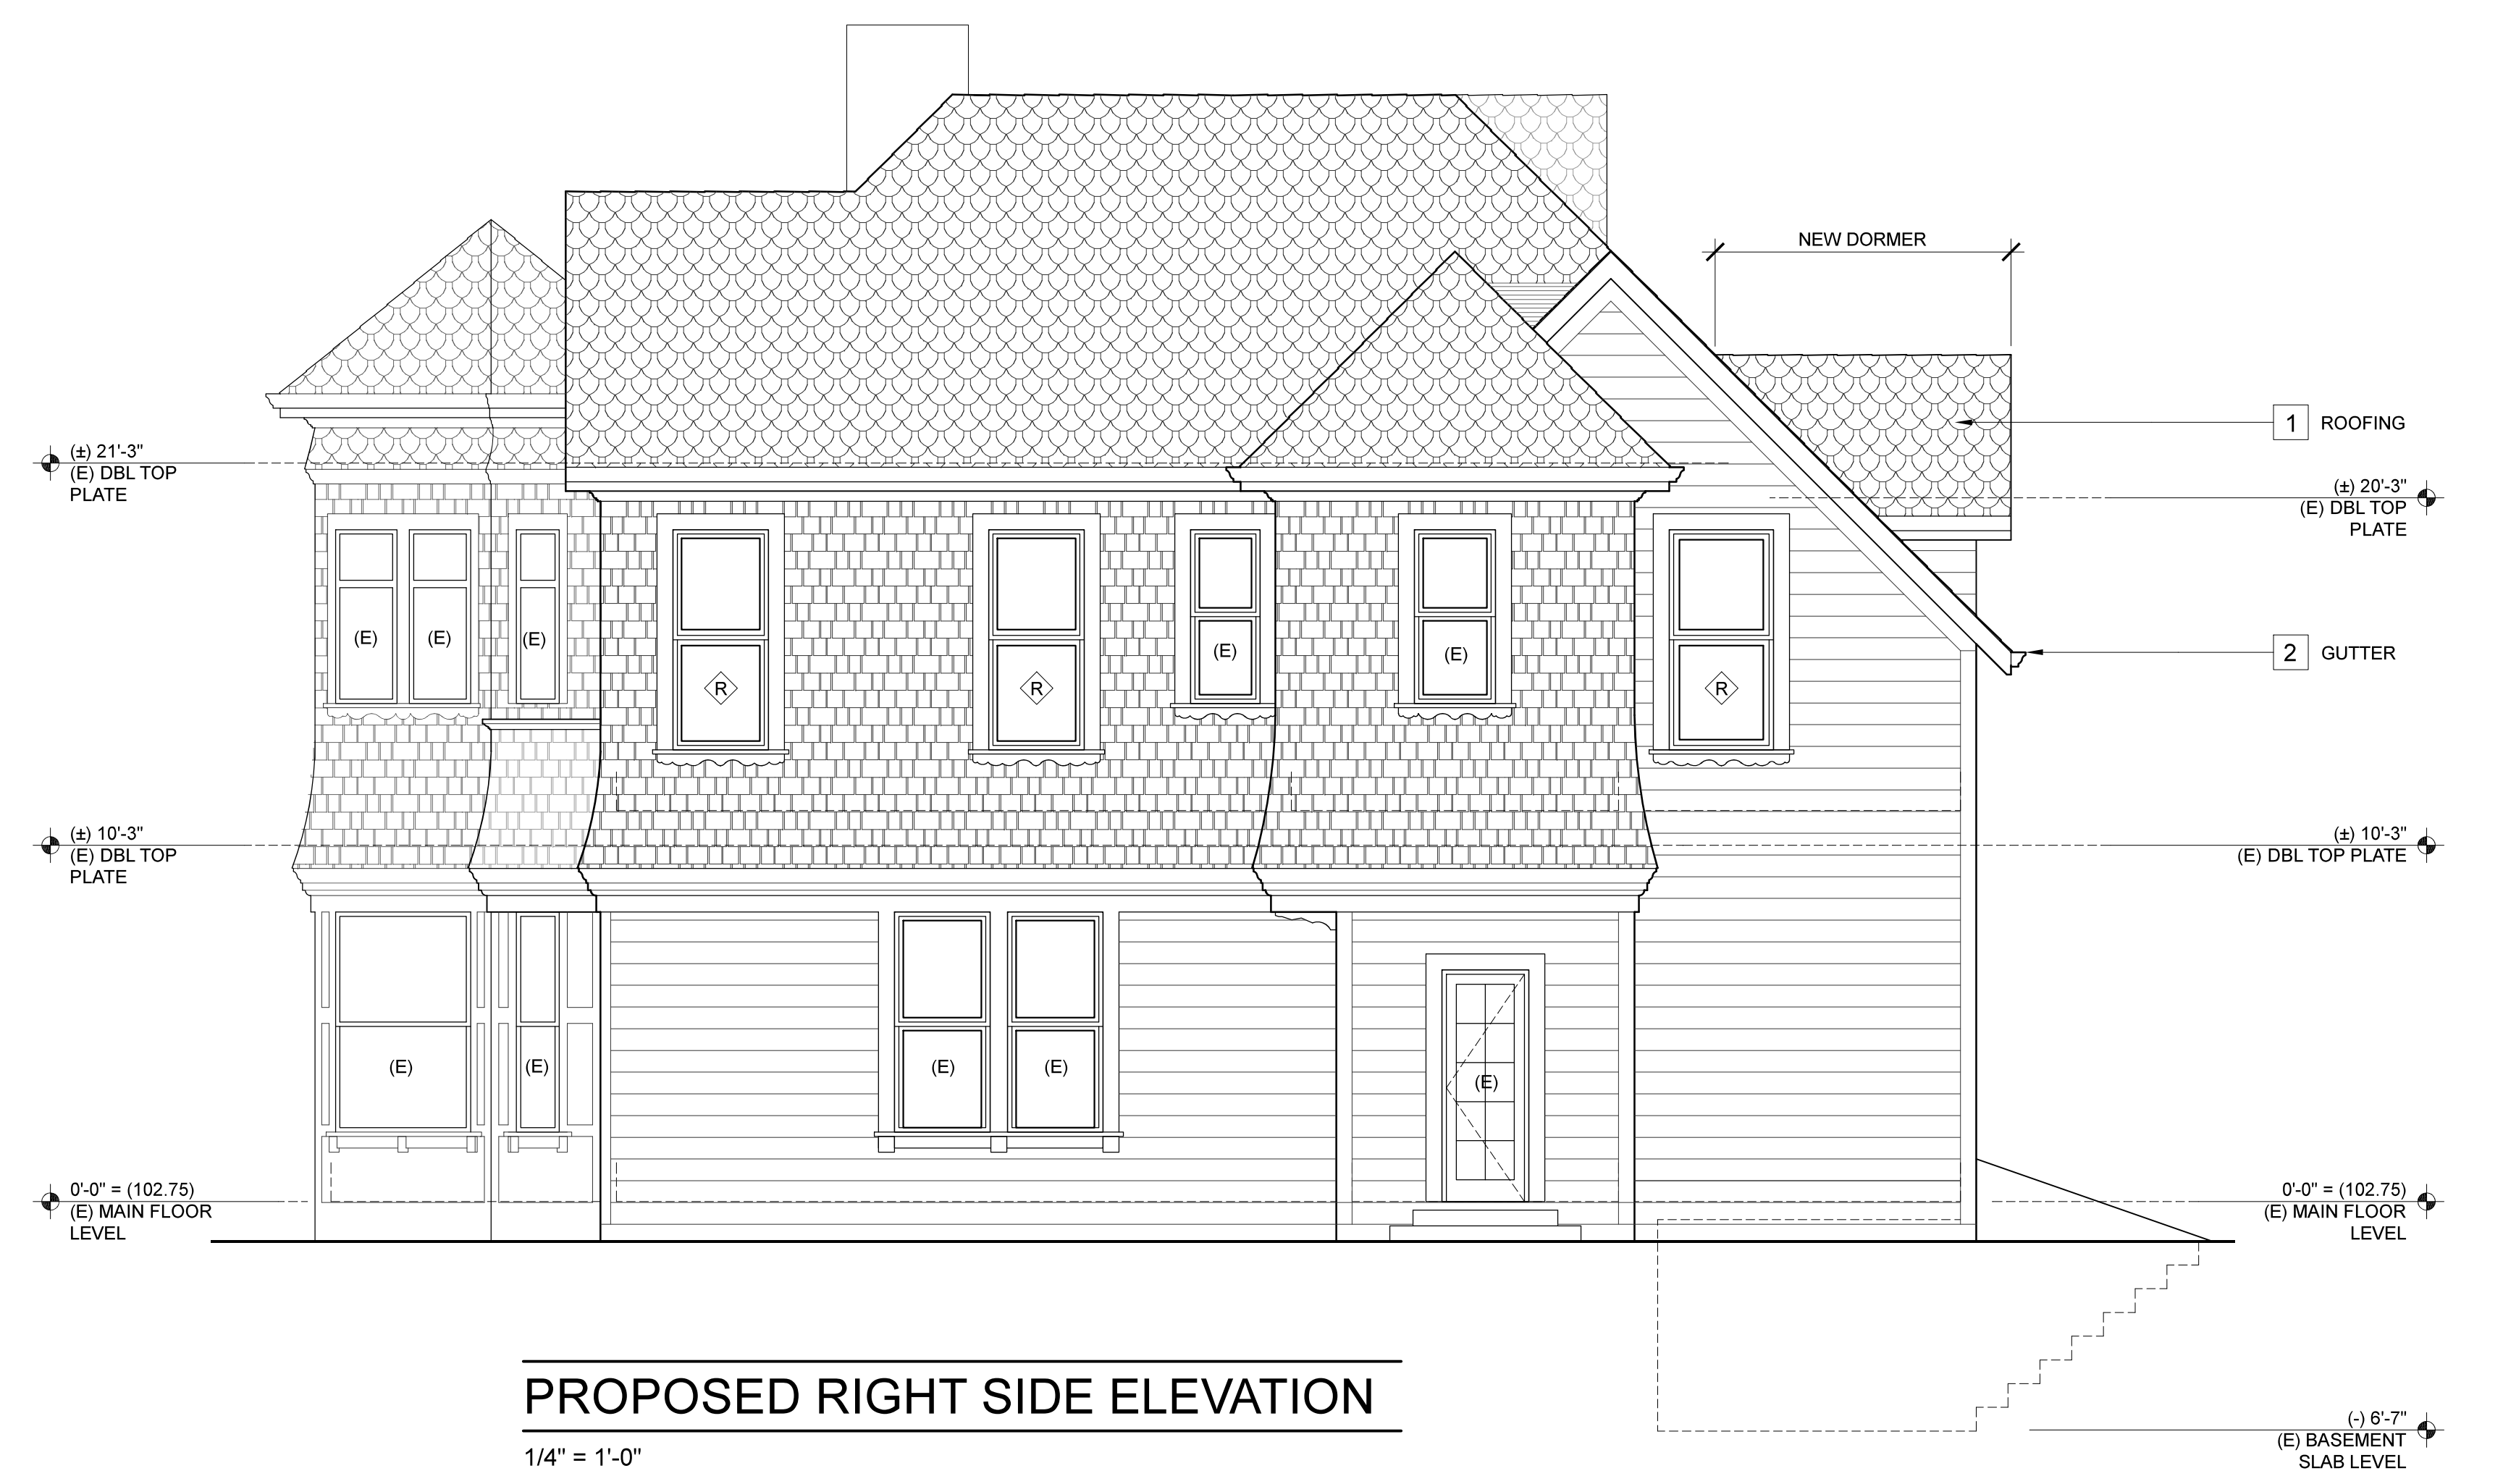 NEW DORMER
1 ROOFING
(±) 21'-3"
(E) DBL TOP
PLATE
(±) 20'-3"
(E) DBL TOP
PLATE
(E) (E) (E) (E) (E)
2 GUTTER
R R R
(±) 10'-3"
(E) DBL TOP
PLATE
(±) 10'-3"
(E) DBL TOP PLATE
(E) (E) (E) (E) (E)
0'-0" = (102.75)
(E) MAIN FLOOR
LEVEL
0'-0" = (102.75)
(E) MAIN FLOOR
LEVEL
PROPOSED RIGHT SIDE ELEVATION
1/4" = 1'-0"
(-) 6'-7"
(E) BASEMENT
SLAB LEVEL